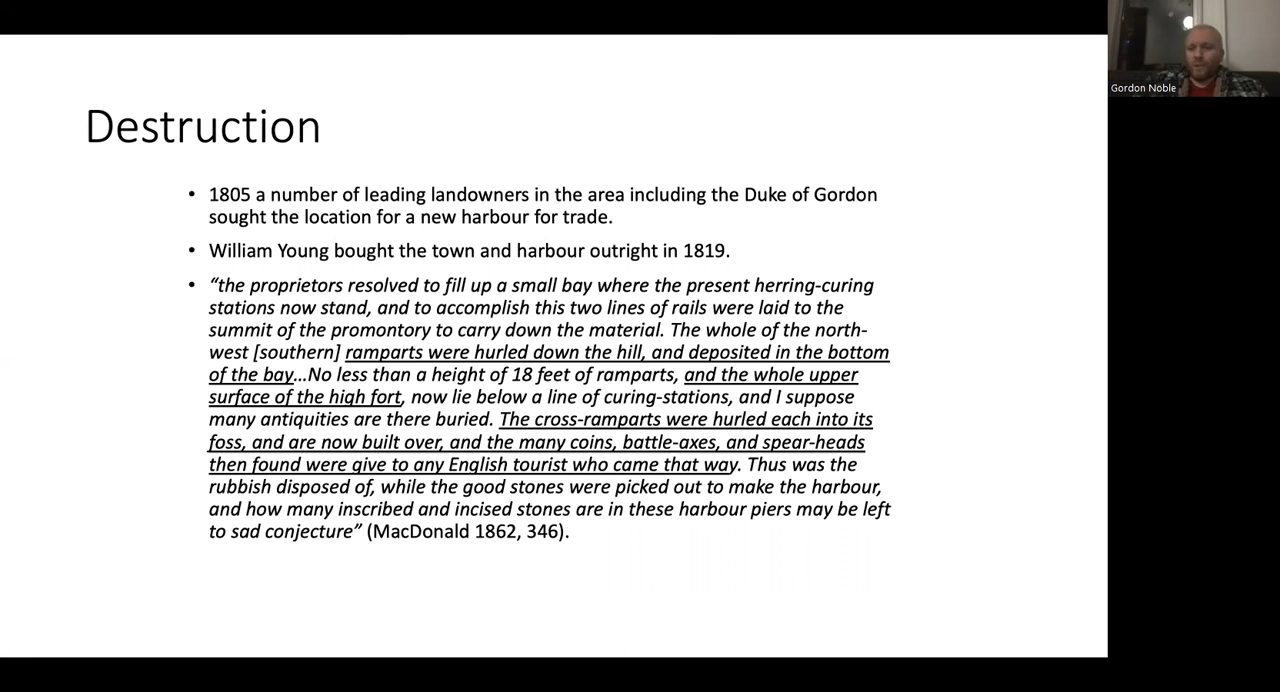 Gordon Noble
Destruction
• 1805 a number of leading landowners in the area including the Duke of Gordon
sought the location for a new harbour for trade.
• William Young bought the town and harbour outright in 1819.
• “the proprietors resolved to fill up a small bay where the present herring-curing
stations now stand, and to accomplish this two lines of rails were laid to the
summit of the promontory to carry down the material. The whole of the north-
west [southern] ramparts were hurled down the hill, and deposited in the bottom
of the bay…No less than a height of 18 feet of ramparts, and the whole upper
surface of the high fort, now lie below a line of curing-stations, and I suppose
many antiquities are there buried. The cross-ramparts were hurled each into its
foss, and are now built over, and the many coins, battle-axes, and spear-heads
then found were give to any English tourist who came that way. Thus was the
rubbish disposed of, while the good stones were picked out to make the harbour,
and how many inscribed and incised stones are in these harbour piers may be left
to sad conjecture” (MacDonald 1862, 346).